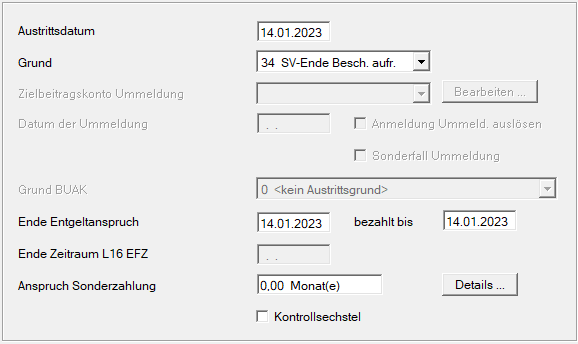 Austrittsdatum 14.01.2023
Grund 34 SV-Ende Besch. aufr.
Zielbeitragskonto Ummeldung Bearbeiten ...
Datum der Ummeldung . . Anmeldung Ummeld. auslösen
Sonderfall Ummeldung
Grund BUAK 0 <kein Austrittsgrund>
Ende Entgeltanspruch 14.01.2023 bezahlt bis 14.01.2023
Ende Zeitraum L16 EFZ . .
Anspruch Sonderzahlung 0,00 Monat(e) Details ...
Kontrollsechstel